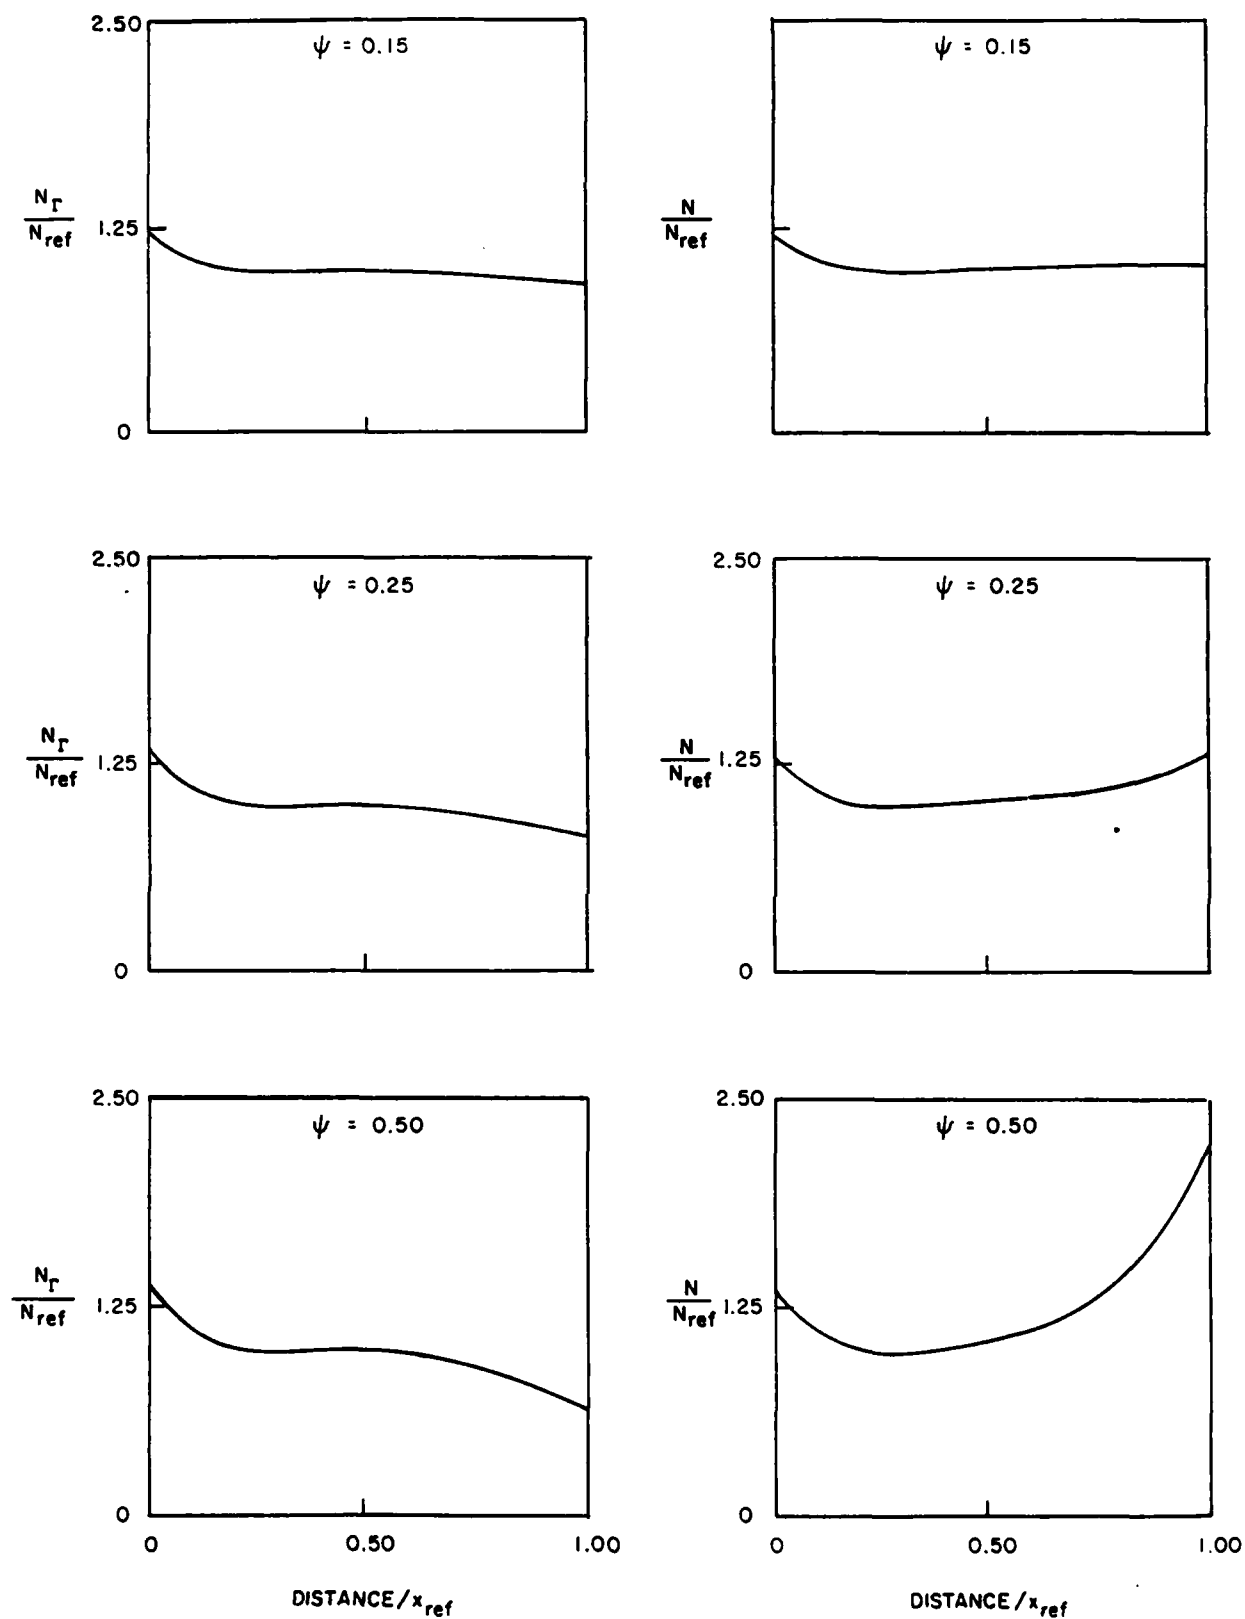 2.50
ψ = 0.15
N_Γ
N_ref
1.25
0
ψ = 0.15
N
N_ref
2.50
ψ = 0.25
N_Γ
N_ref
1.25
0
2.50
ψ = 0.25
N
N_ref
1.25
0
2.50
ψ = 0.50
N_Γ
N_ref
1.25
0
0 0.50 1.00
DISTANCE/x_ref
2.50
ψ = 0.50
N
N_ref
1.25
0
0 0.50 1.00
DISTANCE/x_ref